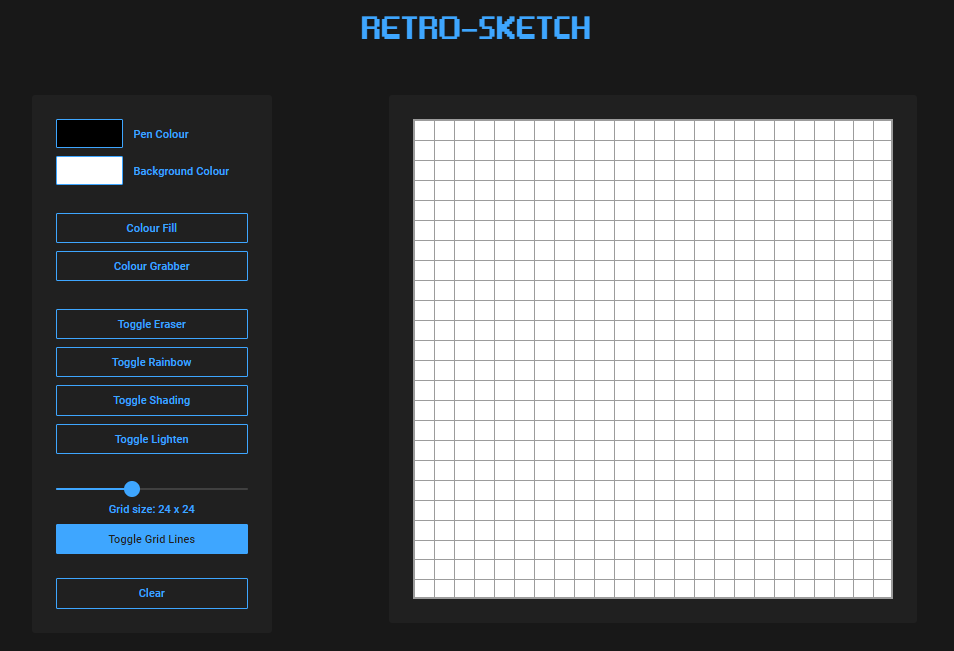 RETRO-SKETCH
Pen Colour
Background Colour
Colour Fill
Colour Grabber
Toggle Eraser
Toggle Rainbow
Toggle Shading
Toggle Lighten
Grid size: 24 x 24
Toggle Grid Lines
Clear